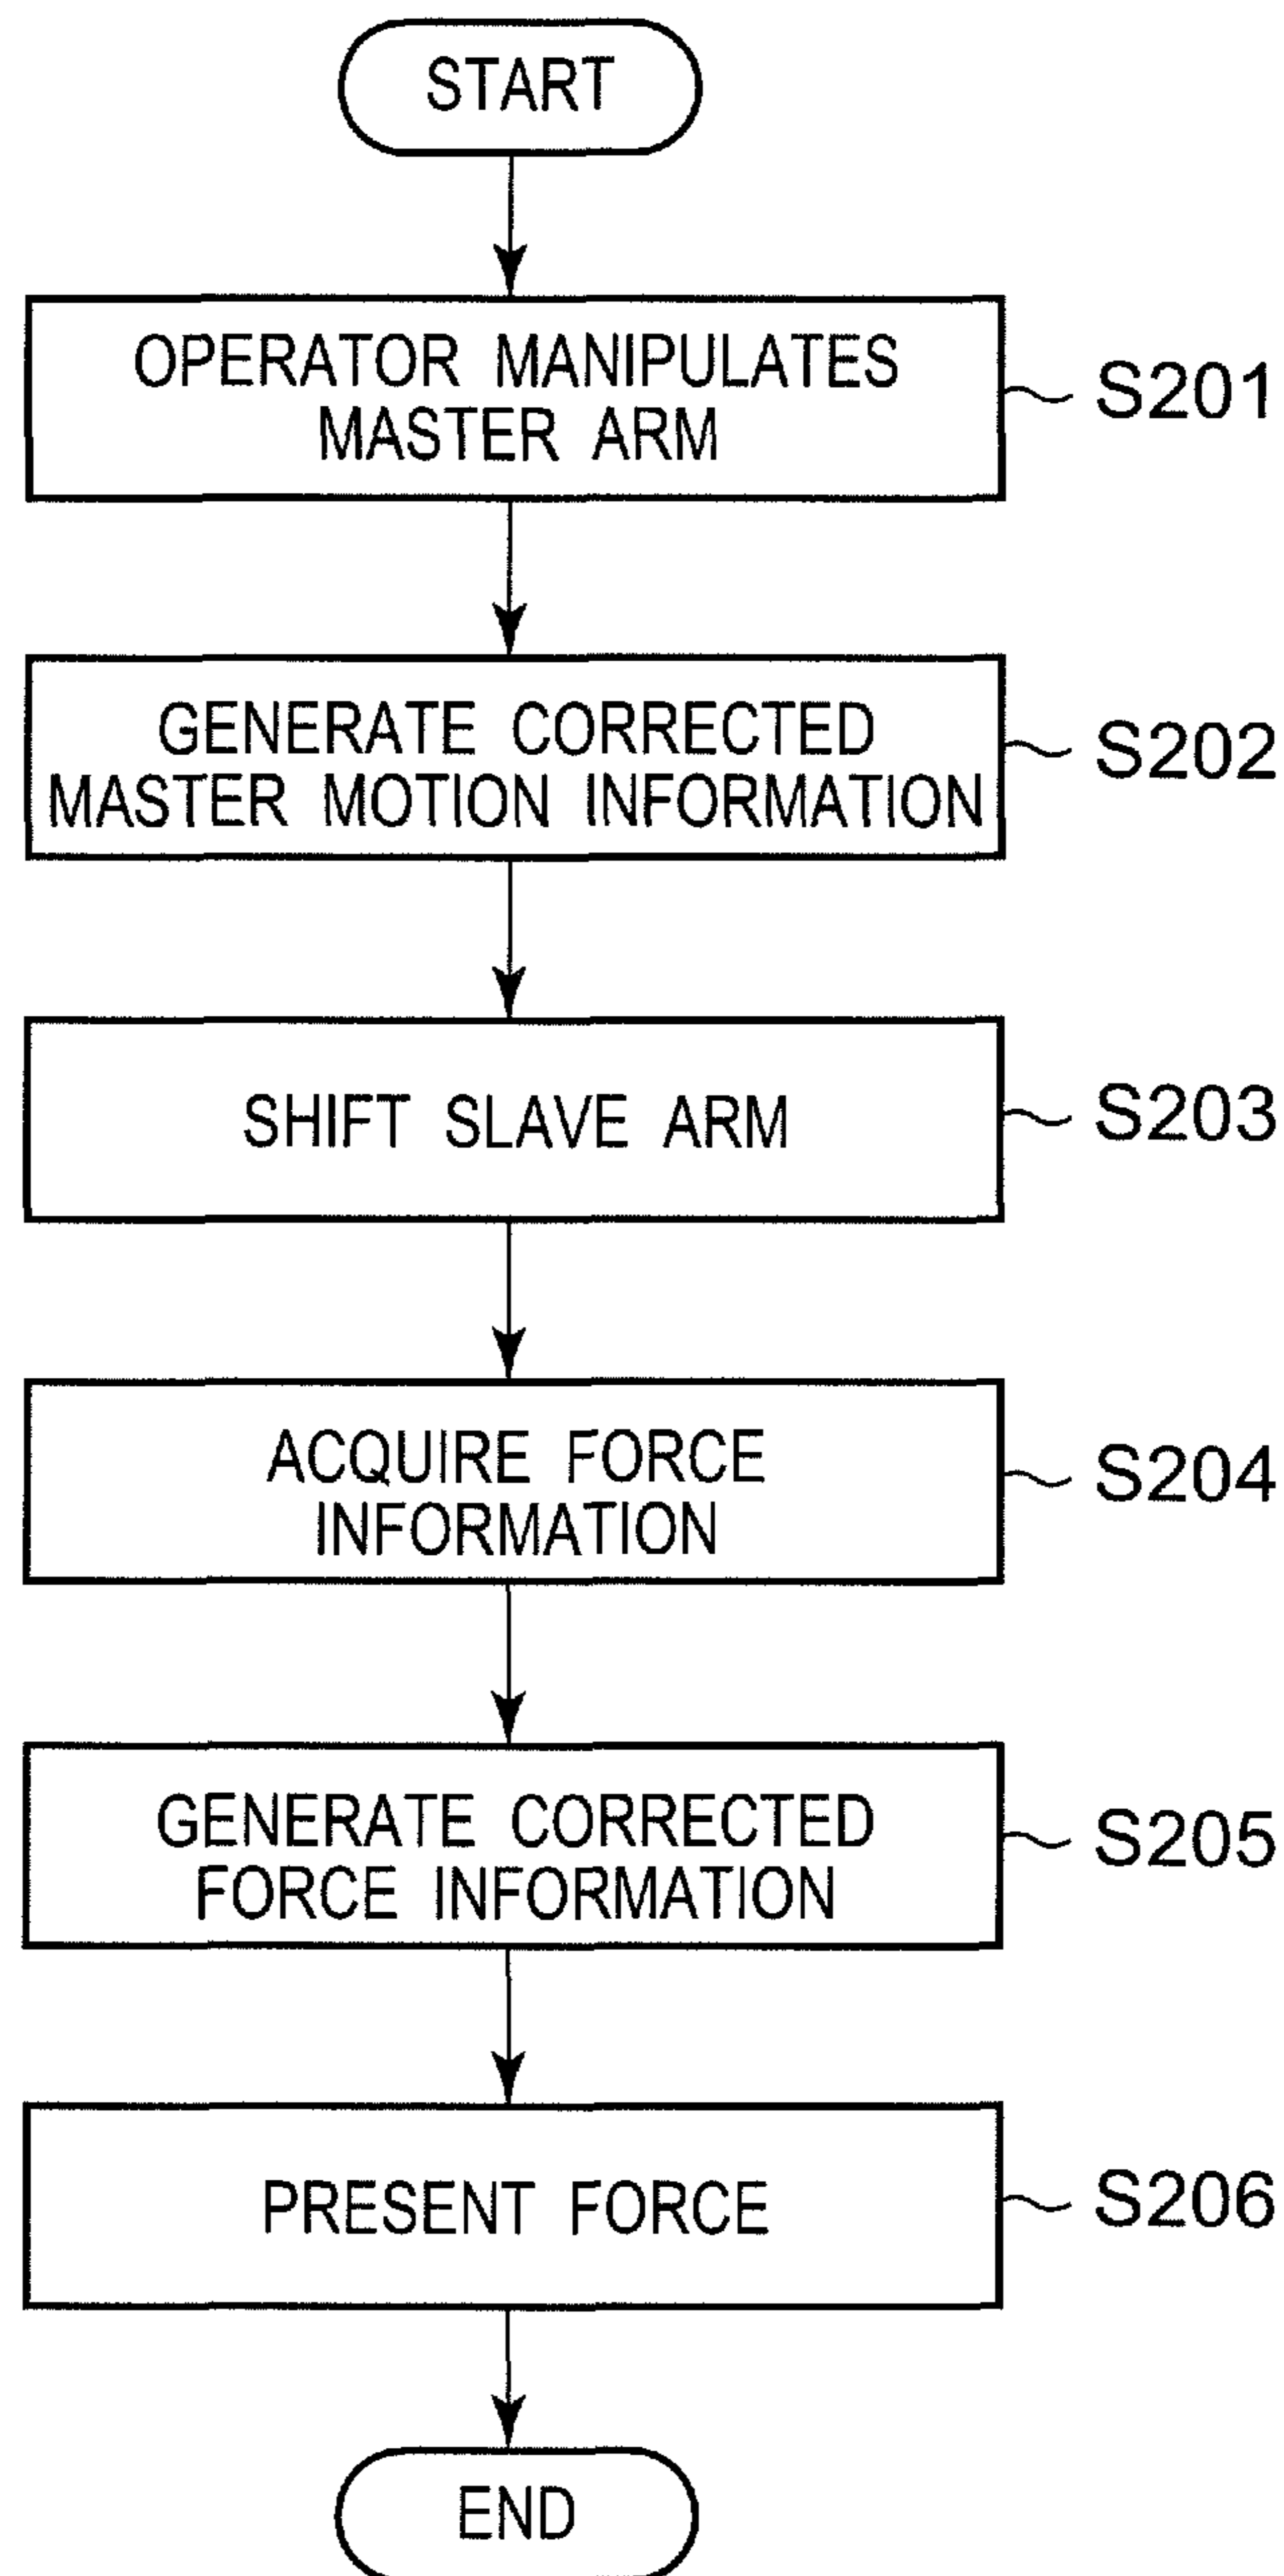 START
OPERATOR MANIPULATES
MASTER ARM
S201
GENERATE CORRECTED
MASTER MOTION INFORMATION
S202
SHIFT SLAVE ARM
S203
ACQUIRE FORCE
INFORMATION
S204
GENERATE CORRECTED
FORCE INFORMATION
S205
PRESENT FORCE
S206
END